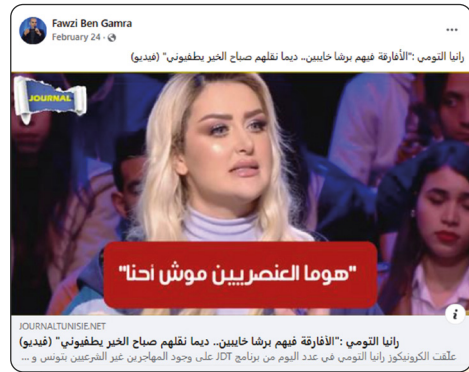 Fawzi Ben Gamra
February 24 ·
رانيا التومي :"الأفارقة فيهم برشا خايبين.. ديما نقلهم صباح الخير يطفيوني" (فيديو)
JOURNAL
"هوما العنصريين موش أحنا"
JOURNALTUNISIE.NET
رانيا التومي :"الأفارقة فيهم برشا خايبين.. ديما نقلهم صباح الخير يطفيوني" (فيديو)
علّقت الكرونيكوز رانيا التومي في عدد اليوم من برنامج JDT على وجود المهاجرين غير الشرعيين بتونس و ...